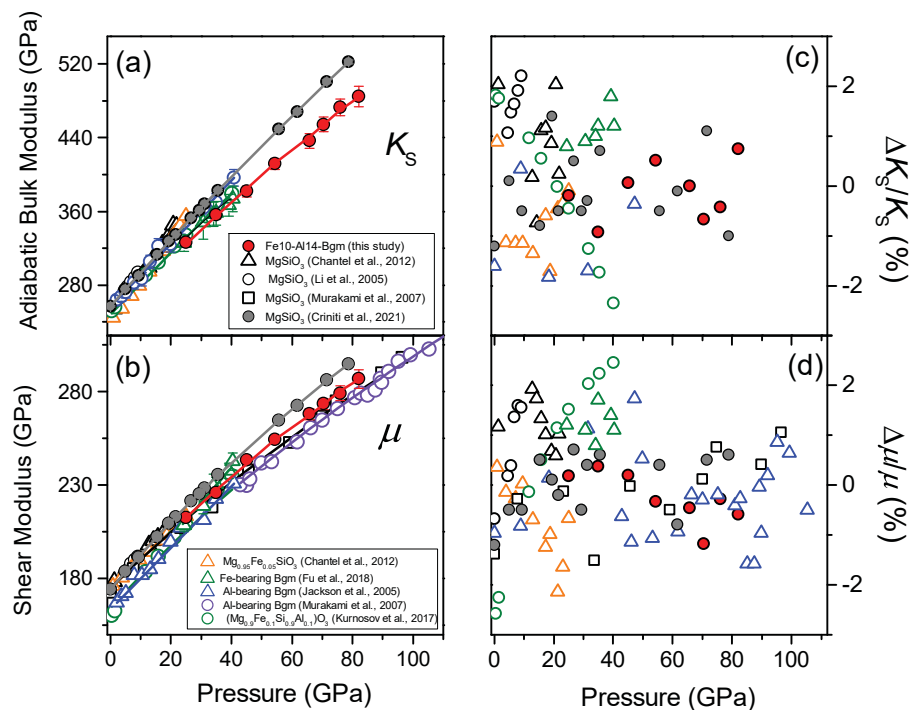 (a)
Adiabatic Bulk Modulus (GPa)
520
440
360
280
K_S
Fe10-Al14-Bgm (this study)
MgSiO₃ (Chantel et al., 2012)
MgSiO₃ (Li et al., 2005)
MgSiO₃ (Murakami et al., 2007)
MgSiO₃ (Criniti et al., 2021)
(c)
2
0
-2
ΔK_S/K_S (%)
(b)
Shear Modulus (GPa)
280
230
180
μ
Mg₀.₉₅Fe₀.₀₅SiO₃ (Chantel et al., 2012)
Fe-bearing Bgm (Fu et al., 2018)
Al-bearing Bgm (Jackson et al., 2005)
Al-bearing Bgm (Murakami et al., 2007)
(Mg₀.₉Fe₀.₁Si₀.₉Al₀.₁)O₃ (Kurnosov et al., 2017)
0 20 40 60 80 100
Pressure (GPa)
(d)
2
0
-2
Δμ/μ (%)
0 20 40 60 80 100
Pressure (GPa)